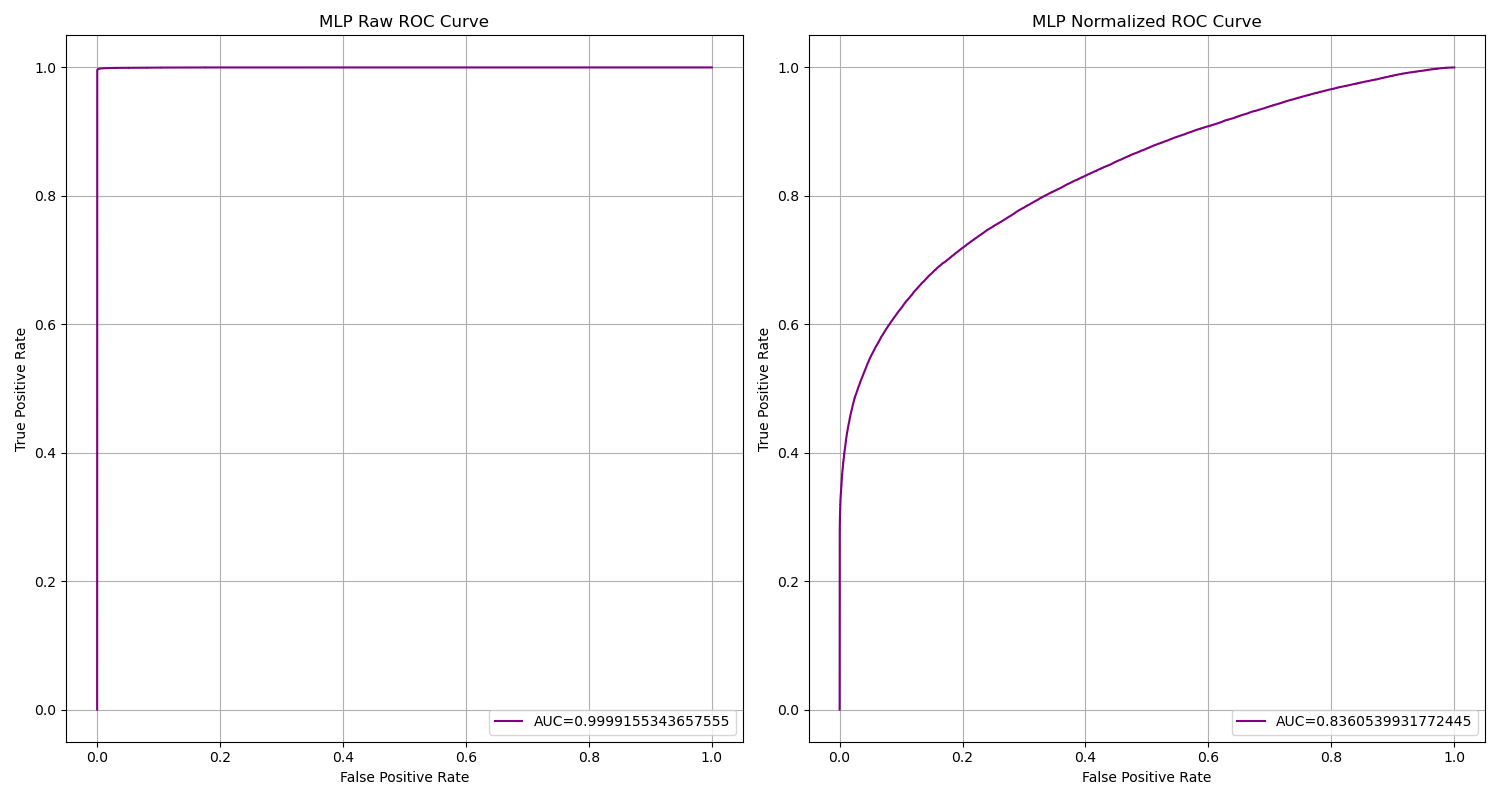 MLP Raw ROC Curve
True Positive Rate
1.0
0.8
0.6
0.4
0.2
0.0
AUC=0.9999155343657555
0.0 0.2 0.4 0.6 0.8 1.0
False Positive Rate
MLP Normalized ROC Curve
True Positive Rate
1.0
0.8
0.6
0.4
0.2
0.0
AUC=0.8360539931772445
0.0 0.2 0.4 0.6 0.8 1.0
False Positive Rate